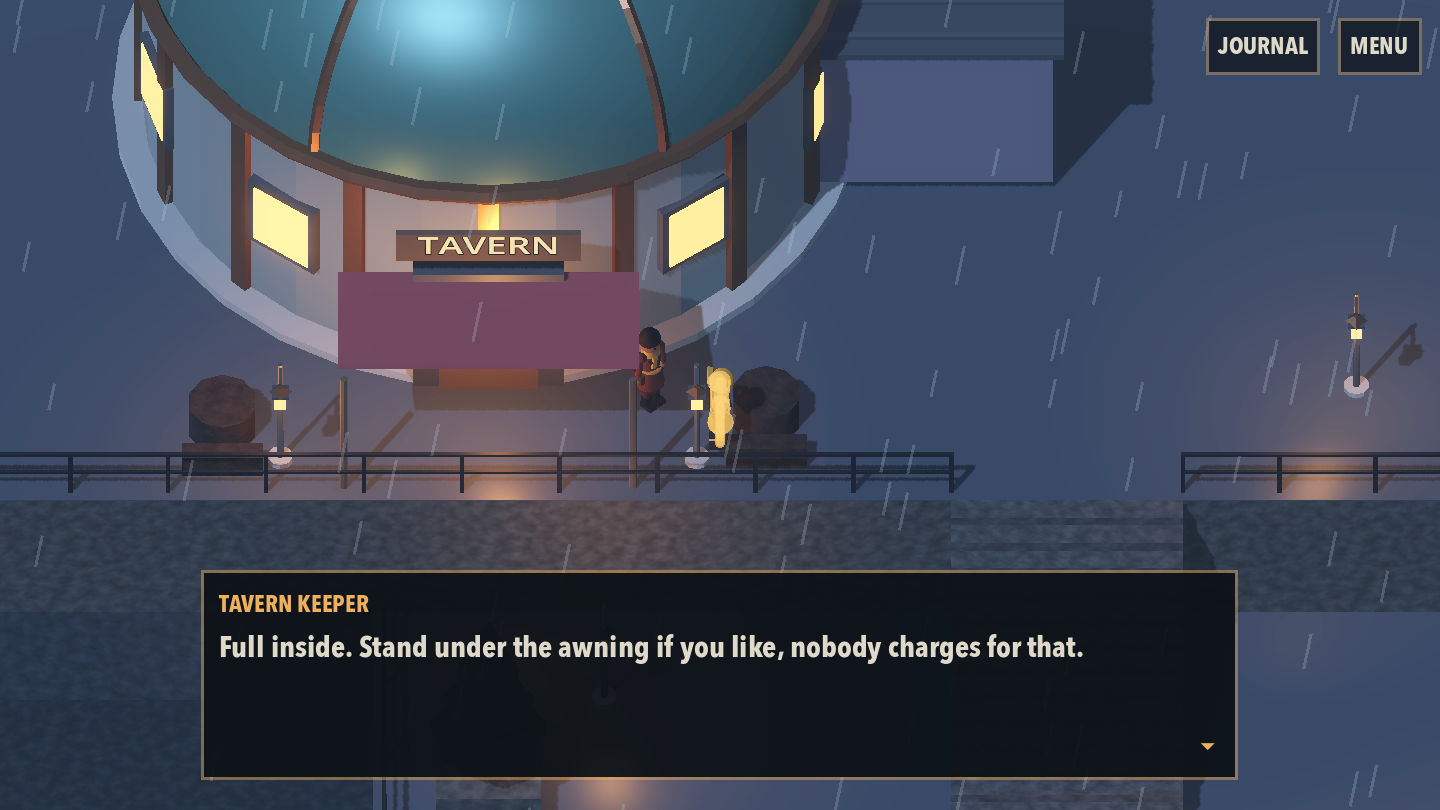 JOURNAL MENU
TAVERN
TAVERN KEEPER
Full inside. Stand under the awning if you like, nobody charges for that.